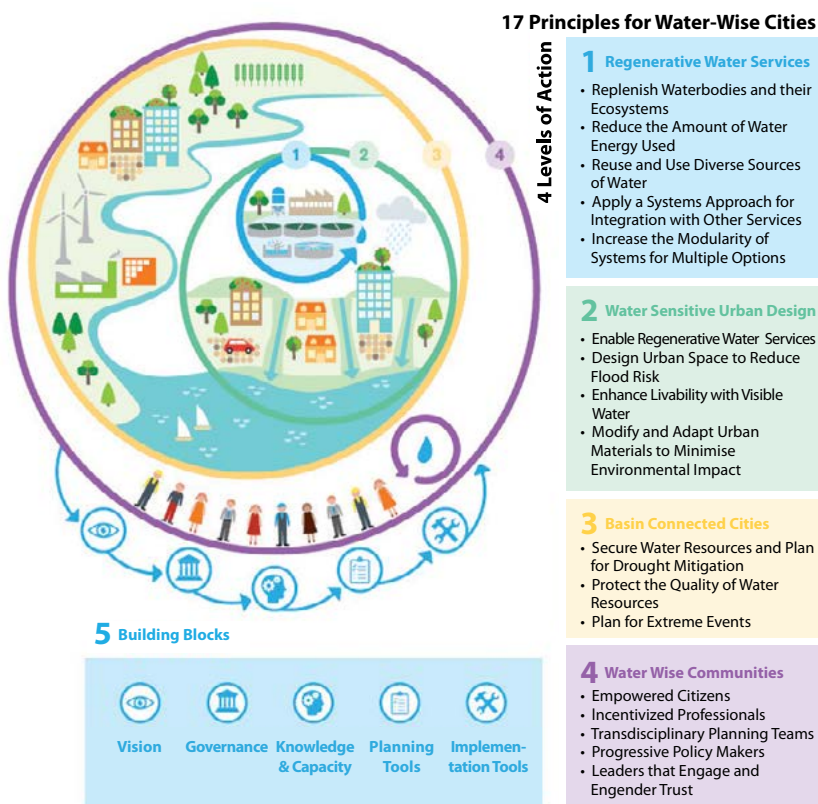 17 Principles for Water-Wise Cities
4 Levels of Action
1 Regenerative Water Services
• Replenish Waterbodies and their
Ecosystems
• Reduce the Amount of Water
Energy Used
• Reuse and Use Diverse Sources
of Water
• Apply a Systems Approach for
Integration with Other Services
• Increase the Modularity of
Systems for Multiple Options
2 Water Sensitive Urban Design
• Enable Regenerative Water Services
• Design Urban Space to Reduce
Flood Risk
• Enhance Livability with Visible
Water
• Modify and Adapt Urban
Materials to Minimise
Environmental Impact
3 Basin Connected Cities
• Secure Water Resources and Plan
for Drought Mitigation
• Protect the Quality of Water
Resources
• Plan for Extreme Events
4 Water Wise Communities
• Empowered Citizens
• Incentivized Professionals
• Transdisciplinary Planning Teams
• Progressive Policy Makers
• Leaders that Engage and
Engender Trust
1
2
3
4
5 Building Blocks
Vision
Governance
Knowledge
& Capacity
Planning
Tools
Implemen-
tation Tools